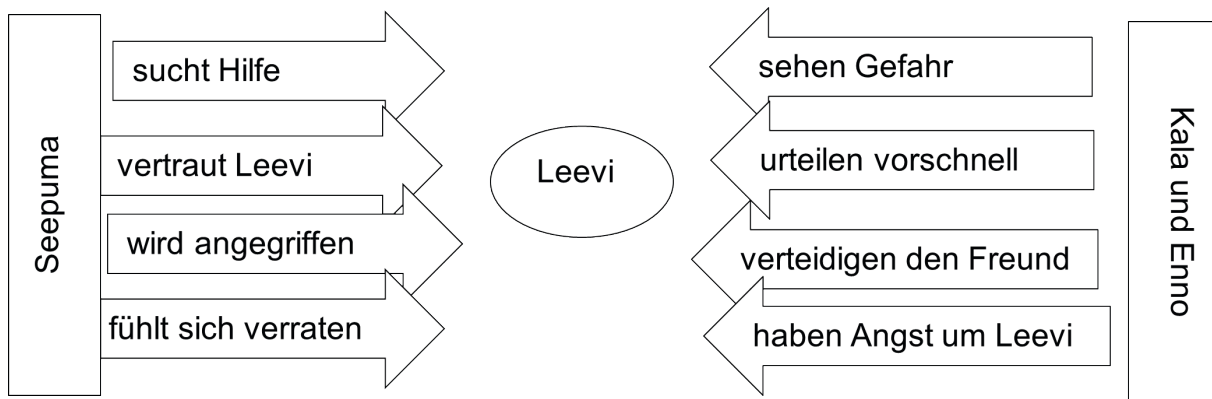 Seepuma
sucht Hilfe
vertraut Leevi
wird angegriffen
fühlt sich verraten
Leevi
sehen Gefahr
urteilen vorschnell
verteidigen den Freund
haben Angst um Leevi
Kala und Enno